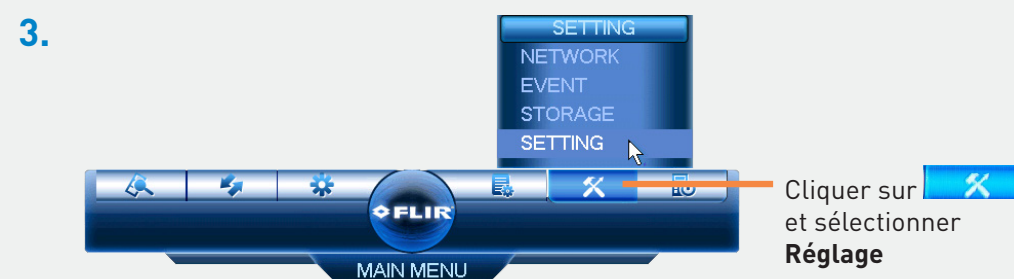 3.
SETTING
NETWORK
EVENT
STORAGE
SETTING
FLIR
MAIN MENU
Cliquer sur
et sélectionner
Réglage